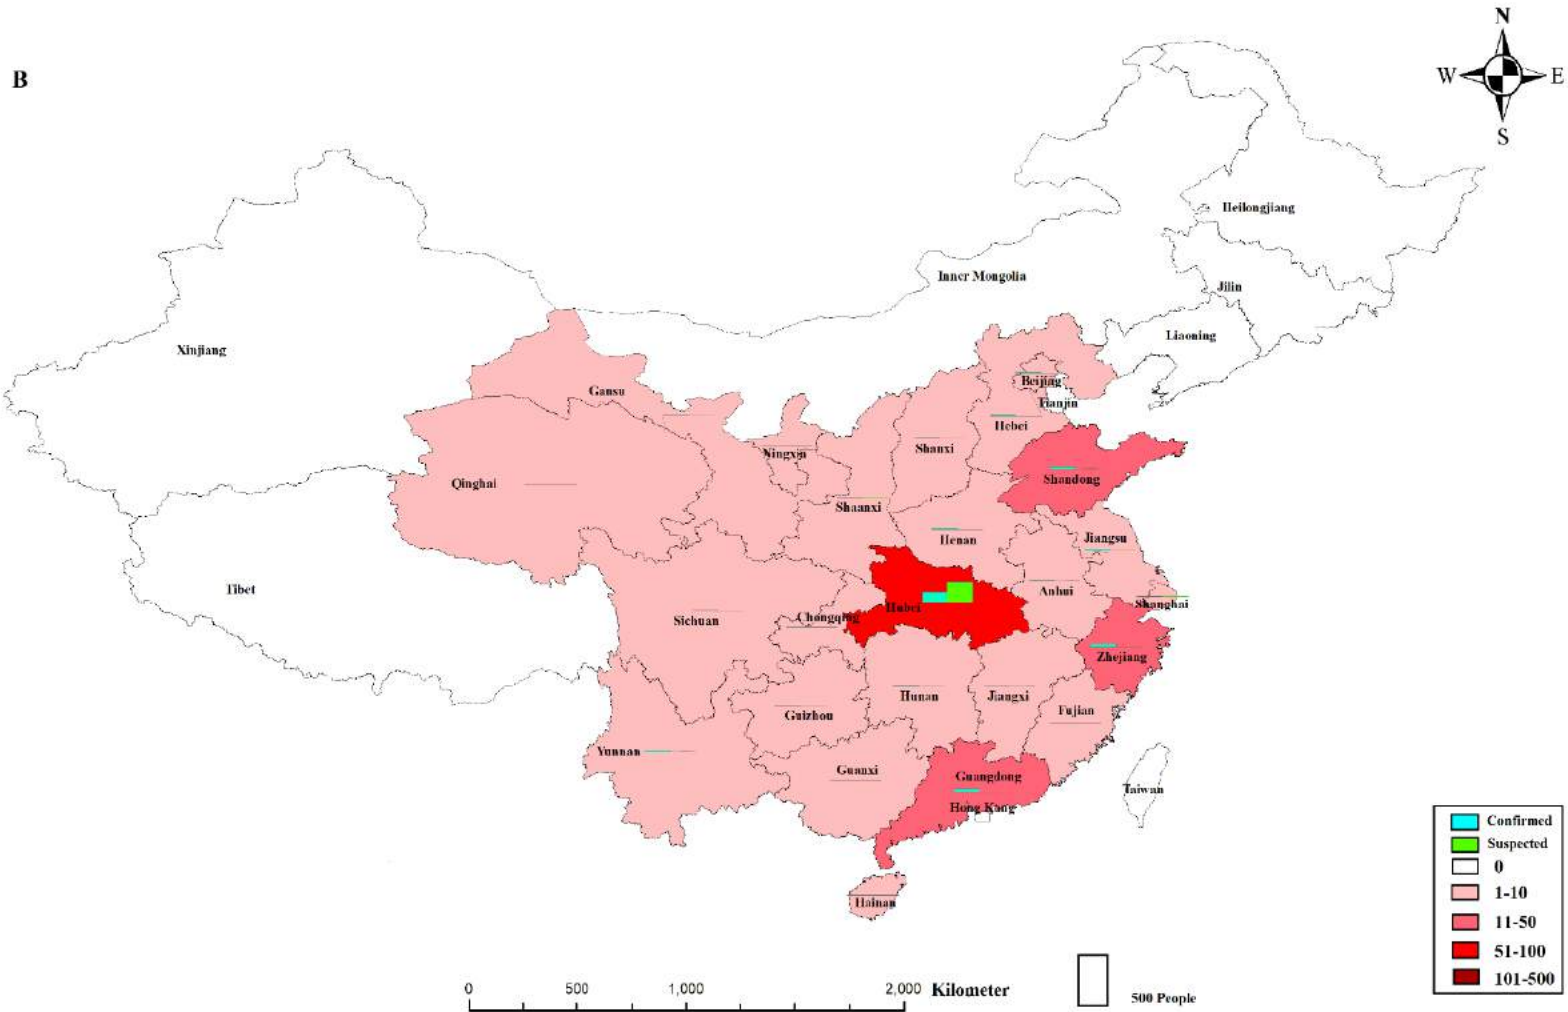 N
B
W
E
S
Heilongjiang
Inner Mongolia
Jilin
Liaoning
Xinjiang
Beijing
Gansu
Tianjin
Hebei
Shanxi
Ningxin
Shandong
Qinghai
Shaanxi
Henan
Jiangsu
Tibet
Anhui
Shanghai
Hubei
Chongqing
Sichuan
Zhejiang
Hunan
Jiangxi
Guizhou
Fujian
Yunnan
Guanxi
Guangdong
Taiwan
Hong Kong
Hainan
Confirmed
Suspected
0
1-10
11-50
51-100
101-500
0 500 1,000 2,000 Kilometer
500 People